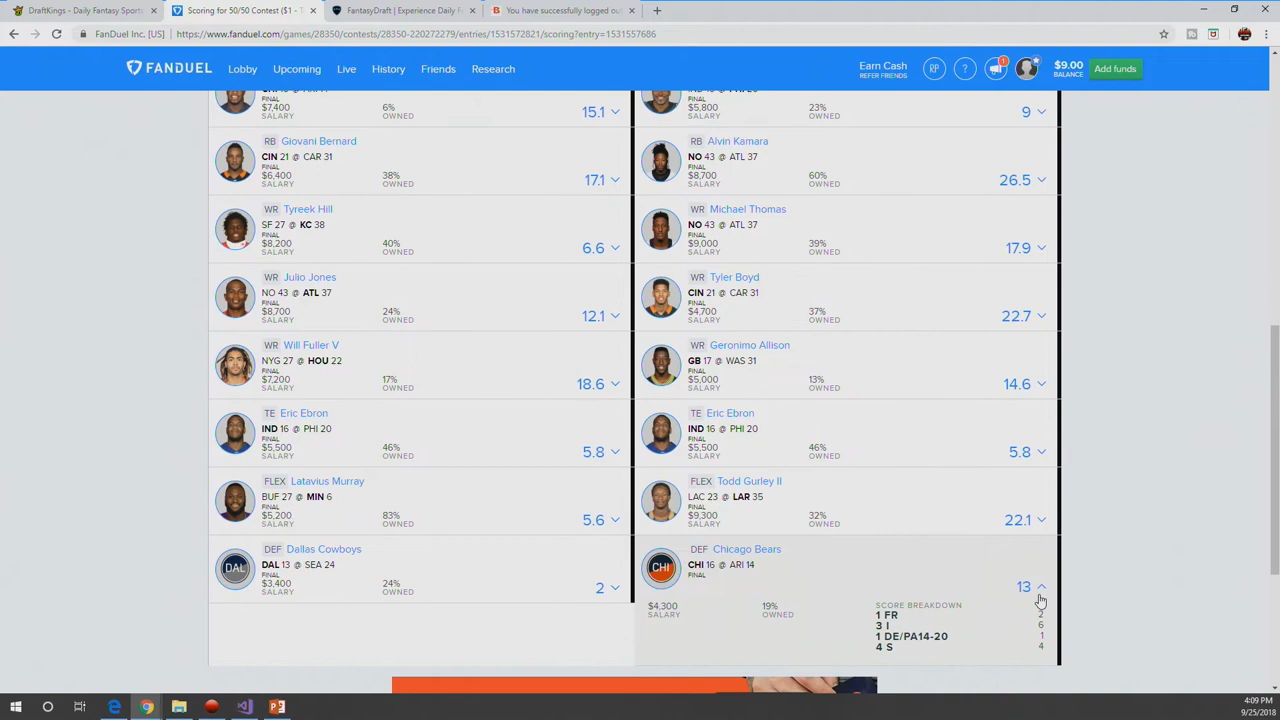 DraftKings - Daily Fantasy Sports
Scoring for 50/50 Contest ($1 - T
FantasyDraft | Experience Daily F
You have successfully logged out
FanDuel Inc. [US] | https://www.fanduel.com/games/28350/contests/28350-220272279/entries/1531572821/scoring?entry=1531557686
FANDUEL Lobby Upcoming Live History Friends Research
Earn Cash
REFER FRIENDS
RP ? 1
$9.00
BALANCE
Add funds
FINAL
$7,400 6%
SALARY OWNED
15.1
RB Giovani Bernard
CIN 21 @ CAR 31
FINAL
$6,400 38%
SALARY OWNED
17.1
WR Tyreek Hill
SF 27 @ KC 38
FINAL
$8,200 40%
SALARY OWNED
6.6
WR Julio Jones
NO 43 @ ATL 37
FINAL
$8,700 24%
SALARY OWNED
12.1
WR Will Fuller V
NYG 27 @ HOU 22
FINAL
$7,200 17%
SALARY OWNED
18.6
TE Eric Ebron
IND 16 @ PHI 20
FINAL
$5,500 46%
SALARY OWNED
5.8
FLEX Latavius Murray
BUF 27 @ MIN 6
FINAL
$5,200 83%
SALARY OWNED
5.6
DEF Dallas Cowboys
DAL
DAL 13 @ SEA 24
FINAL
$3,400 24%
SALARY OWNED
2
FINAL
$5,800 23%
SALARY OWNED
9
RB Alvin Kamara
NO 43 @ ATL 37
FINAL
$8,700 60%
SALARY OWNED
26.5
WR Michael Thomas
NO 43 @ ATL 37
FINAL
$9,000 39%
SALARY OWNED
17.9
WR Tyler Boyd
CIN 21 @ CAR 31
FINAL
$4,700 37%
SALARY OWNED
22.7
WR Geronimo Allison
GB 17 @ WAS 31
FINAL
$5,000 13%
SALARY OWNED
14.6
TE Eric Ebron
IND 16 @ PHI 20
FINAL
$5,500 46%
SALARY OWNED
5.8
FLEX Todd Gurley II
LAC 23 @ LAR 35
FINAL
$9,300 32%
SALARY OWNED
22.1
DEF Chicago Bears
CHI
CHI 16 @ ARI 14
FINAL
13
$4,300 19%
SALARY OWNED
SCORE BREAKDOWN
1 FR 2
3 I 6
1 DE/PA14-20 1
4 S 4
4:09 PM
9/25/2018